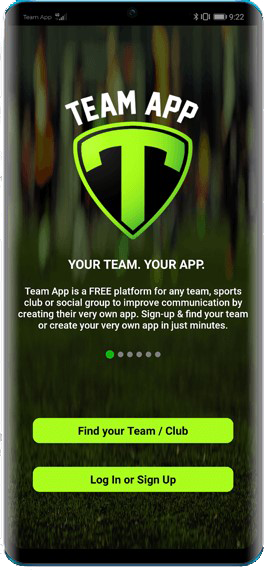 Team App 9:22
TEAM APP
T
YOUR TEAM. YOUR APP.
Team App is a FREE platform for any team, sports
club or social group to improve communication by
creating their very own app. Sign-up & find your team
or create your very own app in just minutes.
Find your Team / Club
Log In or Sign Up